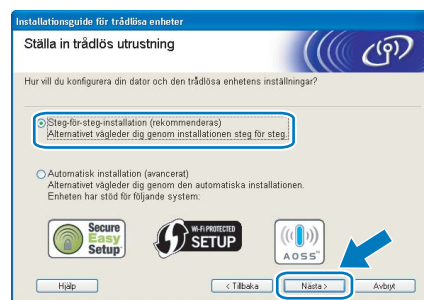 Installationsguide för trådlösa enheter
Ställa in trådlös utrustning
Hur vill du konfigurera din dator och den trådlösa enhetens inställningar?
Steg-för-steg-installation (rekommenderas)
Alternativet vägleder dig genom installationen steg för steg.
Automatisk installation (avancerat)
Alternativet vägleder dig genom den automatiska installationen.
Enheten har stöd för följande system:
Secure
Easy
Setup
WI-FI PROTECTED
SETUP
AOSS™
Hjälp
< Tillbaka
Nästa >
Avbryt